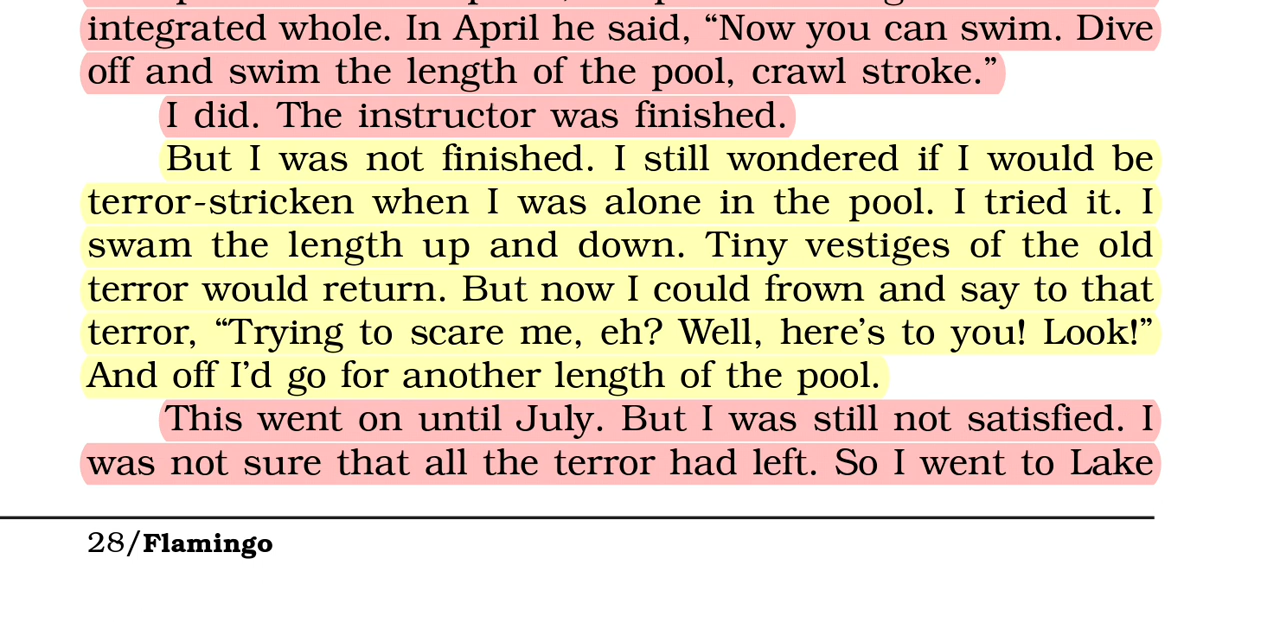 integrated whole. In April he said, “Now you can swim. Dive
off and swim the length of the pool, crawl stroke.”
I did. The instructor was finished.
But I was not finished. I still wondered if I would be
terror-stricken when I was alone in the pool. I tried it. I
swam the length up and down. Tiny vestiges of the old
terror would return. But now I could frown and say to that
terror, “Trying to scare me, eh? Well, here’s to you! Look!”
And off I’d go for another length of the pool.
This went on until July. But I was still not satisfied. I
was not sure that all the terror had left. So I went to Lake
28/Flamingo